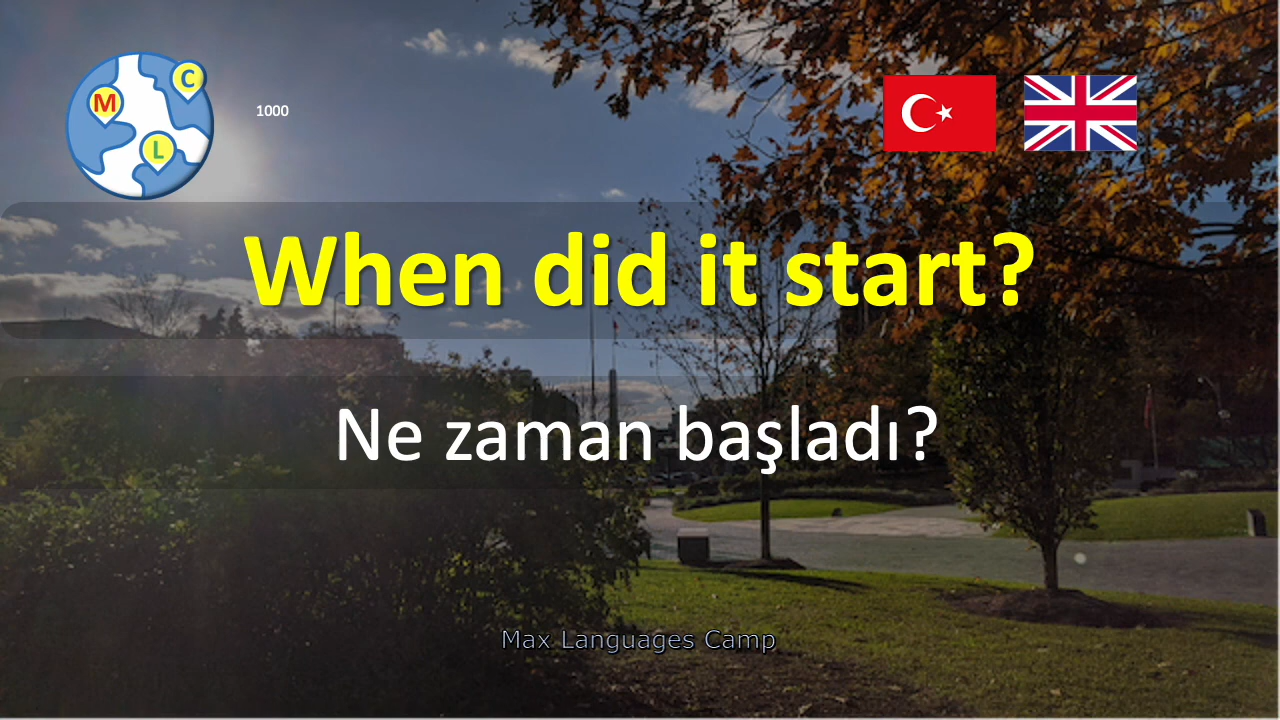 M
C
L
1000
When did it start?
Ne zaman başladı?
Max Languages Camp